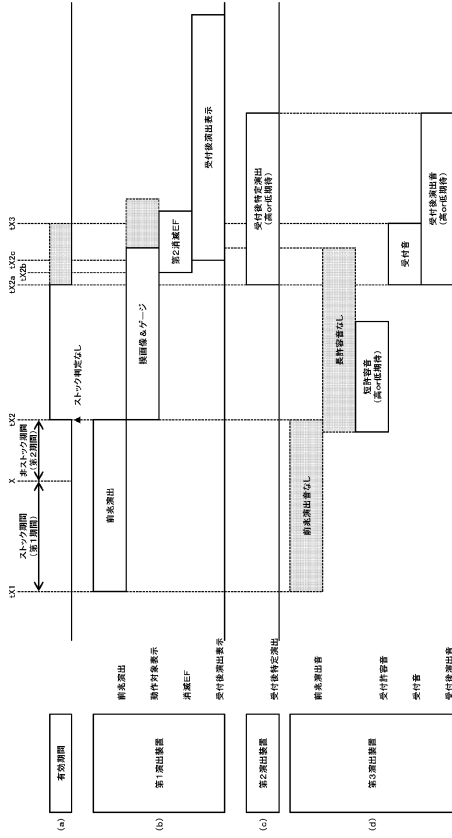 tX1
X
tX2
tX2a
tX2b
tX2c
tX3
ストック期間
(第1期間)
非ストック期間
(第2期間)
(a)
有効期間
ストック判定なし
(b)
第1演出装置
前兆演出
前兆演出
動作対象表示
操画像&ゲージ
消滅EF
第2消滅EF
受付後演出表示
受付後演出表示
(c)
第2演出装置
受付後特定演出
受付後特定演出
(高or低期待)
(d)
第3演出装置
前兆演出音
前兆演出音なし
受付許容音
長許容音なし
短許容音
(高or低期待)
受付音
受付音
受付後演出音
受付後演出音
(高or低期待)